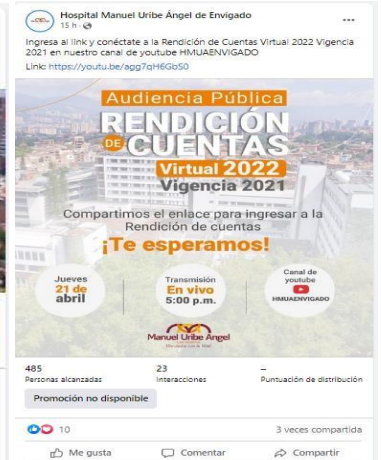 Hospital Manuel Uribe Ángel de Envigado
15 h ·
Ingresa al link y conéctate a la Rendición de Cuentas Virtual 2022 Vigencia
2021 en nuestro canal de youtube HMUAENVIGADO
Link: https://youtu.be/agg7qH6GbS0
Audiencia Pública
RENDICIÓN
DE CUENTAS
Virtual 2022
Vigencia 2021
Compartimos el enlace para ingresar a la
Rendición de cuentas
¡Te esperamos!
Jueves
21 de
abril
Transmisión
En vivo
5:00 p.m.
Canal de
youtube
HMUAENVIGADO
Manuel Uribe Ángel
485
Personas alcanzadas
23
Interacciones
–
Puntuación de distribución
Promoción no disponible
10
3 veces compartida
Me gusta
Comentar
Compartir